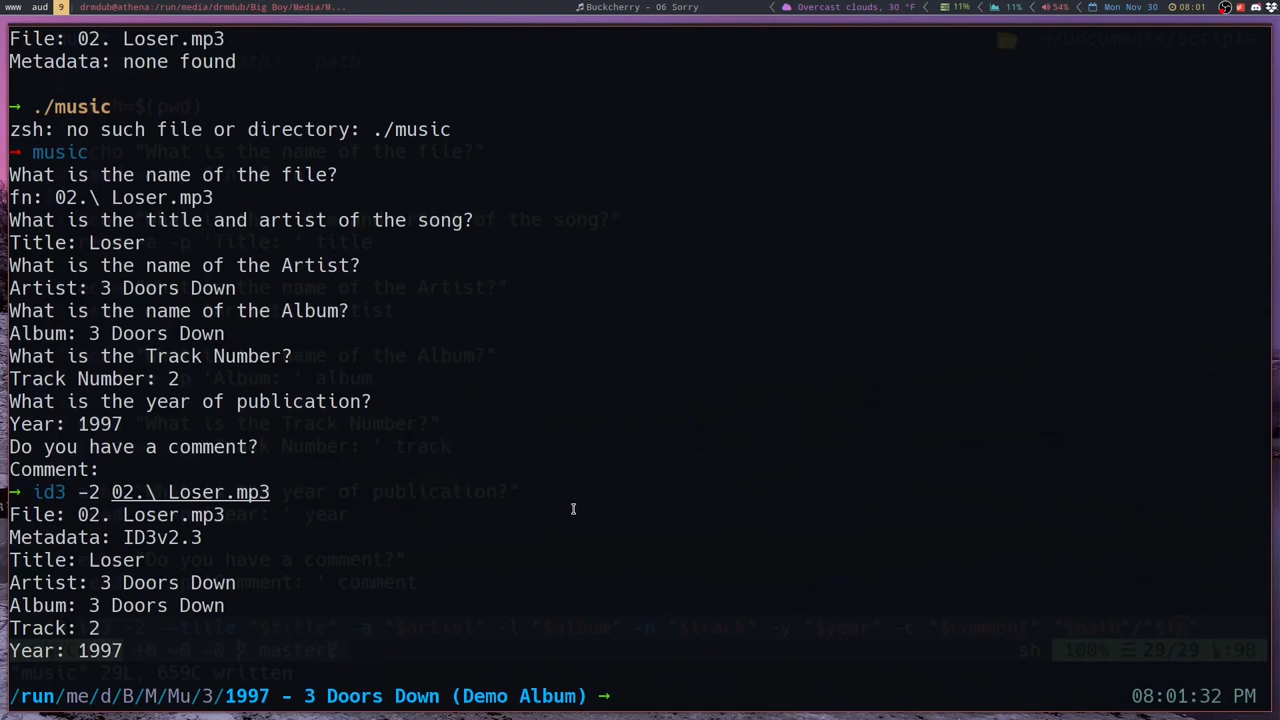 www aud 9 drmdub@athena:/run/media/drmdub/Big Boy/Media/M... Buckcherry - 06 Sorry Overcast clouds, 30 °F 11% 11% 54% Mon Nov 30 08:01
File: 02. Loser.mp3
Metadata: none found
~/Documents/scripts
→ ./music
zsh: no such file or directory: ./music
→ music
What is the name of the file?
fn: 02.\ Loser.mp3
What is the title and artist of the song?
Title: Loser
What is the name of the Artist?
Artist: 3 Doors Down
What is the name of the Album?
Album: 3 Doors Down
What is the Track Number?
Track Number: 2
What is the year of publication?
Year: 1997
Do you have a comment?
Comment:
→ id3 -2 02.\ Loser.mp3
File: 02. Loser.mp3
Metadata: ID3v2.3
Title: Loser
Artist: 3 Doors Down
Album: 3 Doors Down
Track: 2
Year: 1997
/run/me/d/B/M/Mu/3/1997 - 3 Doors Down (Demo Album) → 08:01:32 PM